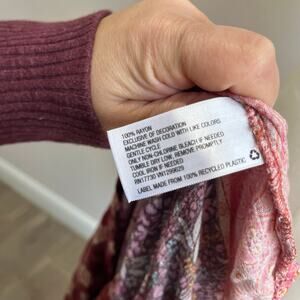 100% RAYON
EXCLUSIVE OF DECORATION
MACHINE WASH COLD WITH LIKE COLORS
GENTLE CYCLE
ONLY NON-CHLORINE BLEACH IF NEEDED
TUMBLE DRY LOW. REMOVE PROMPTLY
COOL IRON IF NEEDED
RN17730 VN1299629
LABEL MADE FROM 100% RECYCLED PLASTIC